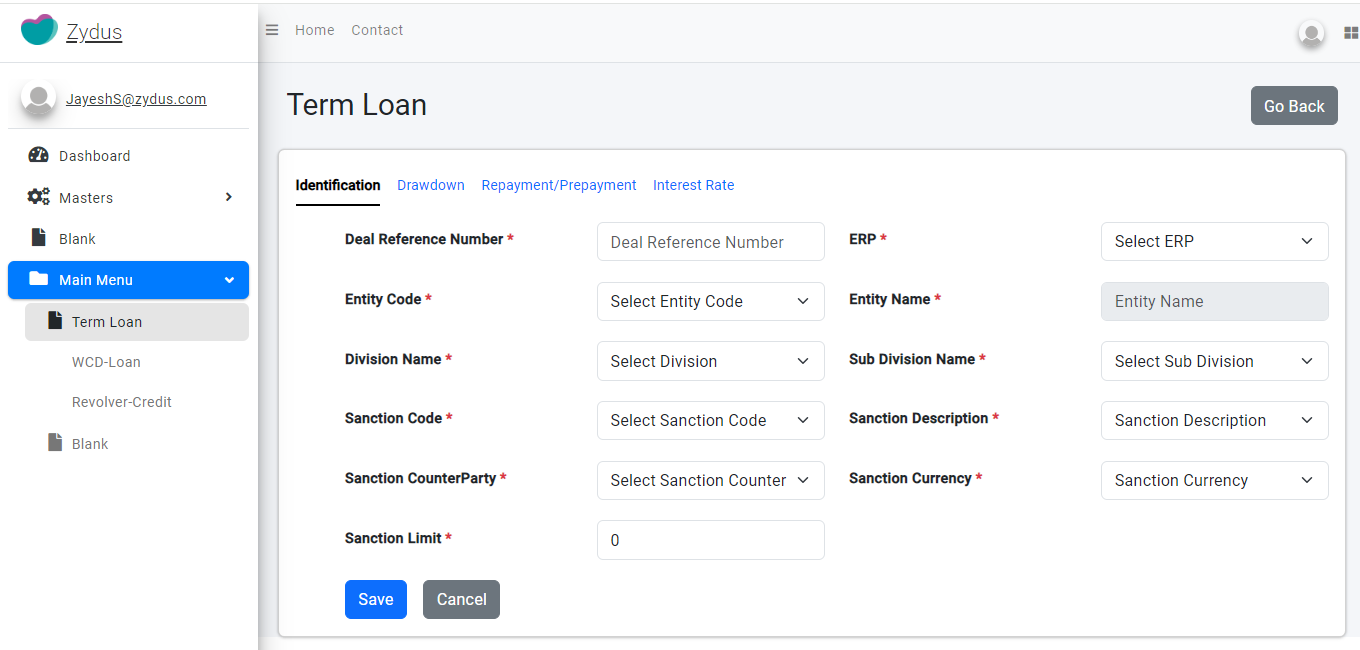 Zydus
Home Contact
JayeshS@zydus.com
Dashboard
Masters
Blank
Main Menu
Term Loan
WCD-Loan
Revolver-Credit
Blank
Term Loan
Go Back
Identification Drawdown Repayment/Prepayment Interest Rate
Deal Reference Number * Deal Reference Number ERP * Select ERP
Entity Code * Select Entity Code Entity Name * Entity Name
Division Name * Select Division Sub Division Name * Select Sub Division
Sanction Code * Select Sanction Code Sanction Description * Sanction Description
Sanction CounterParty * Select Sanction Counter Sanction Currency * Sanction Currency
Sanction Limit * 0
Save Cancel